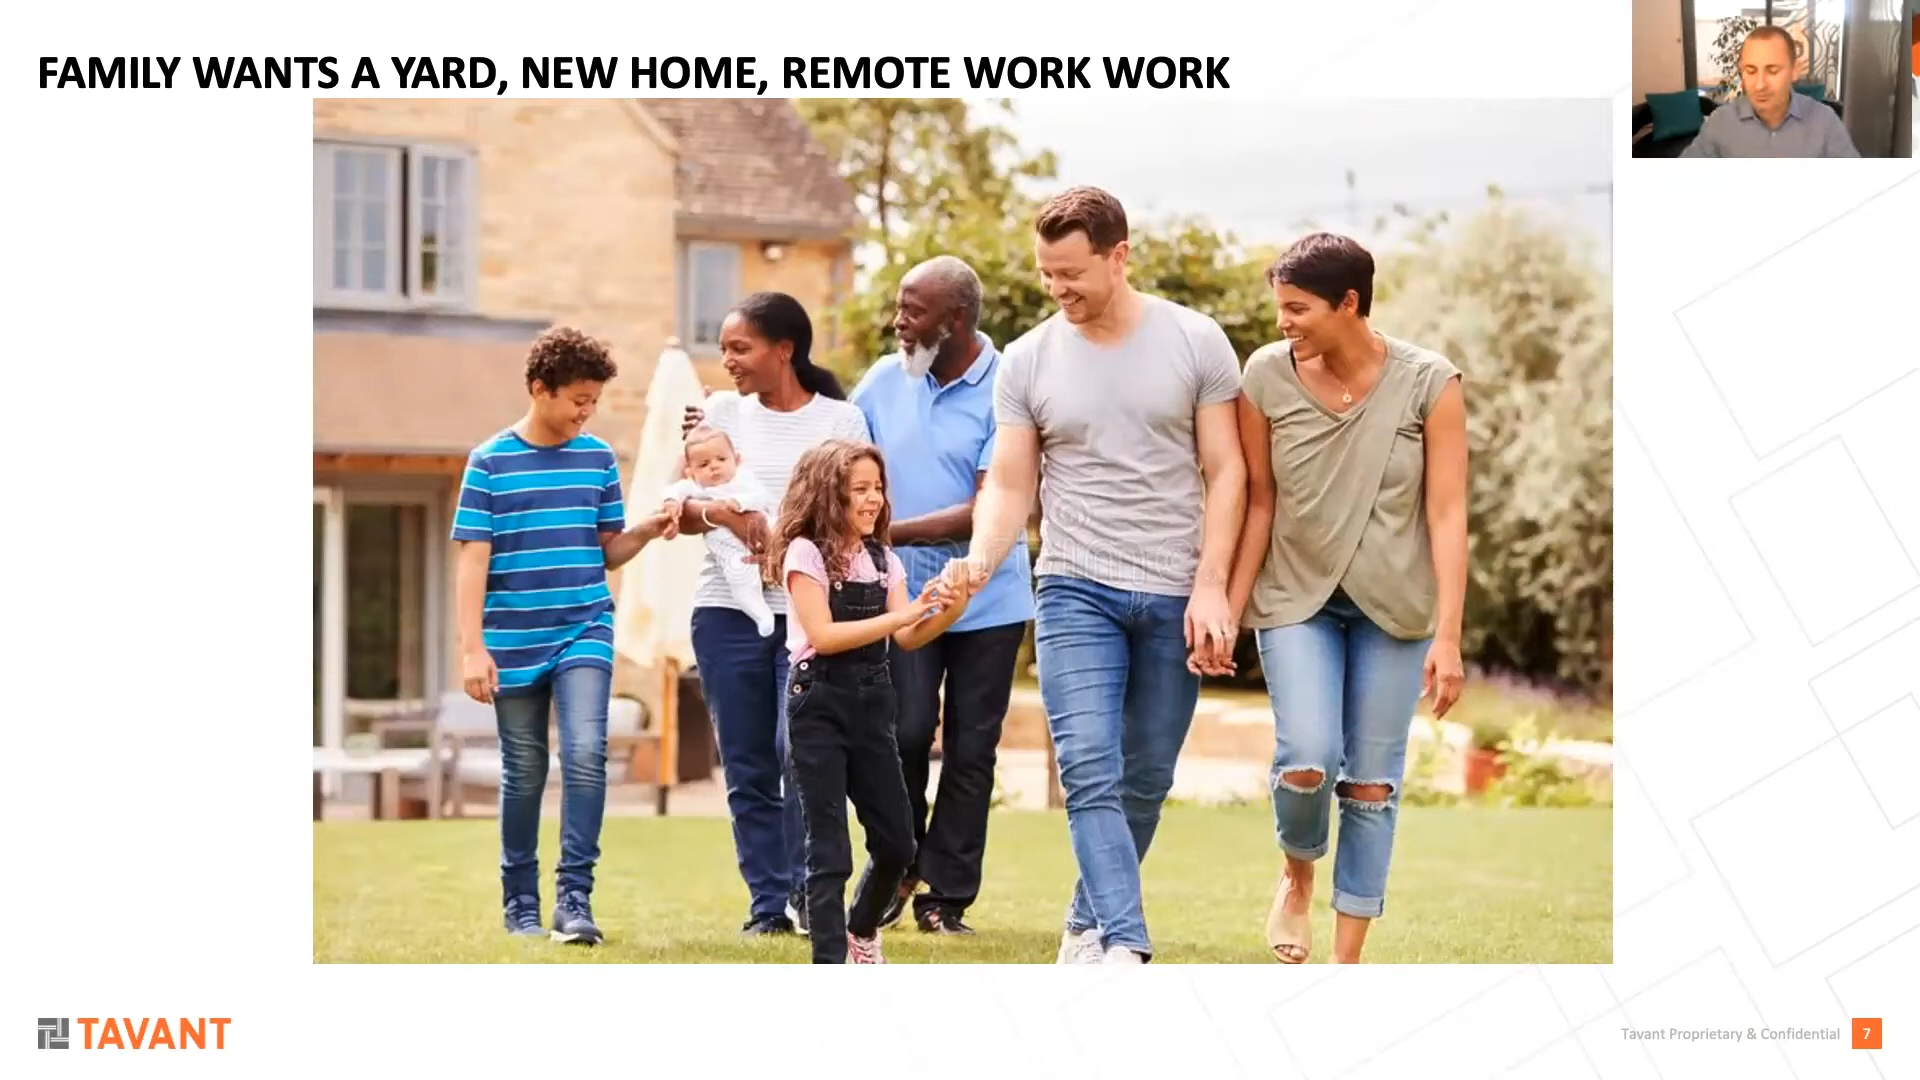 FAMILY WANTS A YARD, NEW HOME, REMOTE WORK WORK
TAVANT
Tavant Proprietary & Confidential
7